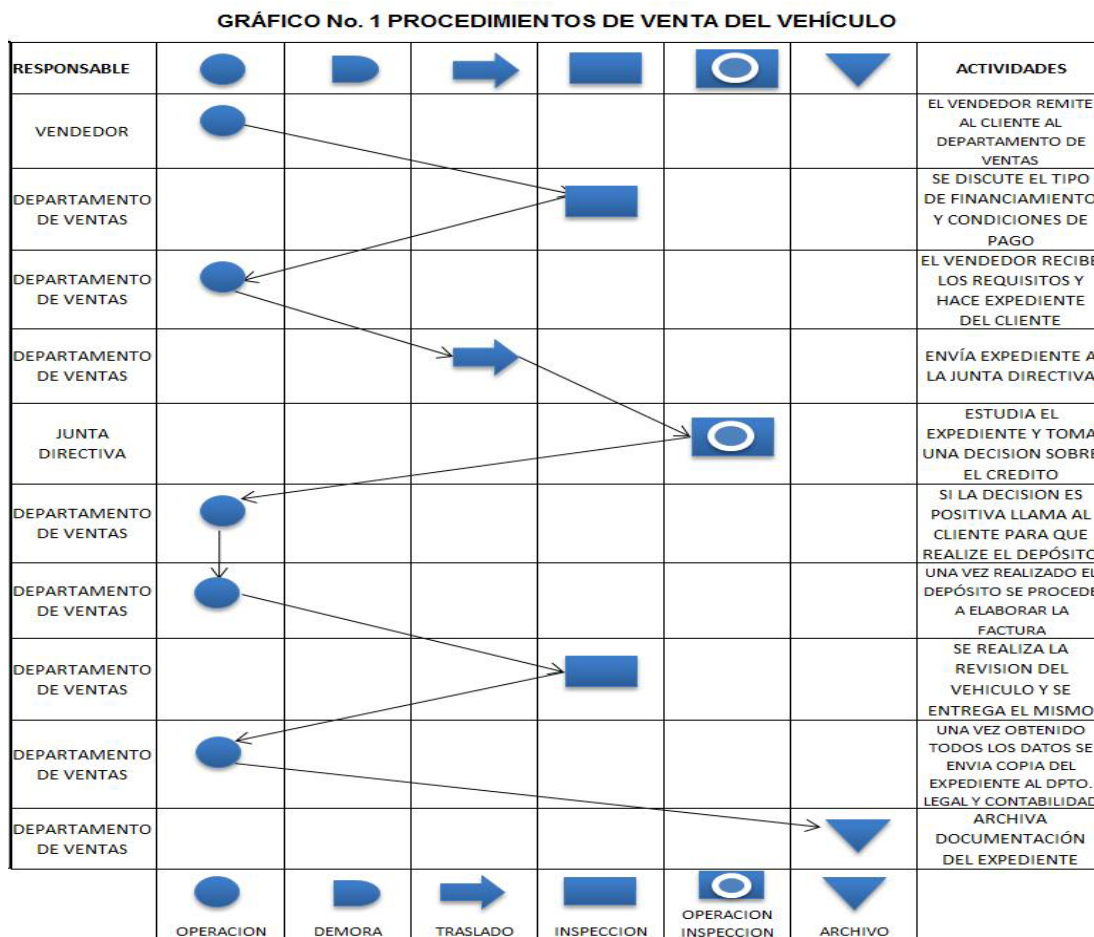 GRÁFICO No. 1 PROCEDIMIENTOS DE VENTA DEL VEHÍCULO
RESPONSABLE
ACTIVIDADES
VENDEDOR
EL VENDEDOR REMITE
AL CLIENTE AL
DEPARTAMENTO DE
VENTAS
DEPARTAMENTO
DE VENTAS
SE DISCUTE EL TIPO
DE FINANCIAMIENTO
Y CONDICIONES DE
PAGO
DEPARTAMENTO
DE VENTAS
EL VENDEDOR RECIBE
LOS REQUISITOS Y
HACE EXPEDIENTE
DEL CLIENTE
DEPARTAMENTO
DE VENTAS
ENVÍA EXPEDIENTE A
LA JUNTA DIRECTIVA
JUNTA
DIRECTIVA
ESTUDIA EL
EXPEDIENTE Y TOMA
UNA DECISION SOBRE
EL CREDITO
DEPARTAMENTO
DE VENTAS
SI LA DECISION ES
POSITIVA LLAMA AL
CLIENTE PARA QUE
REALIZE EL DEPÓSITO
DEPARTAMENTO
DE VENTAS
UNA VEZ REALIZADO EL
DEPÓSITO SE PROCEDE
A ELABORAR LA
FACTURA
DEPARTAMENTO
DE VENTAS
SE REALIZA LA
REVISION DEL
VEHICULO Y SE
ENTREGA EL MISMO
DEPARTAMENTO
DE VENTAS
UNA VEZ OBTENIDO
TODOS LOS DATOS SE
ENVIA COPIA DEL
EXPEDIENTE AL DPTO.
LEGAL Y CONTABILIDAD
DEPARTAMENTO
DE VENTAS
ARCHIVA
DOCUMENTACIÓN
DEL EXPEDIENTE
OPERACION
DEMORA
TRASLADO
INSPECCION
OPERACION
INSPECCION
ARCHIVO